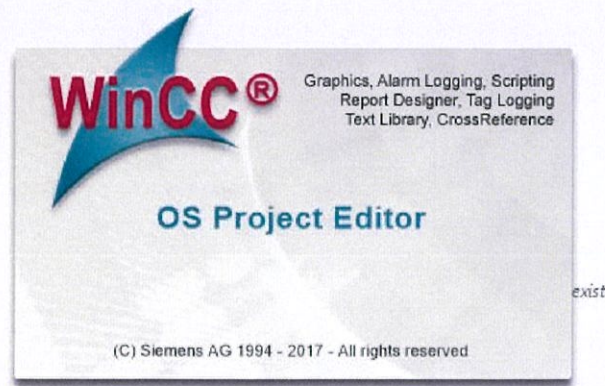 WinCC®
Graphics, Alarm Logging, Scripting
Report Designer, Tag Logging
Text Library, CrossReference
OS Project Editor
exist
(C) Siemens AG 1994 - 2017 - All rights reserved